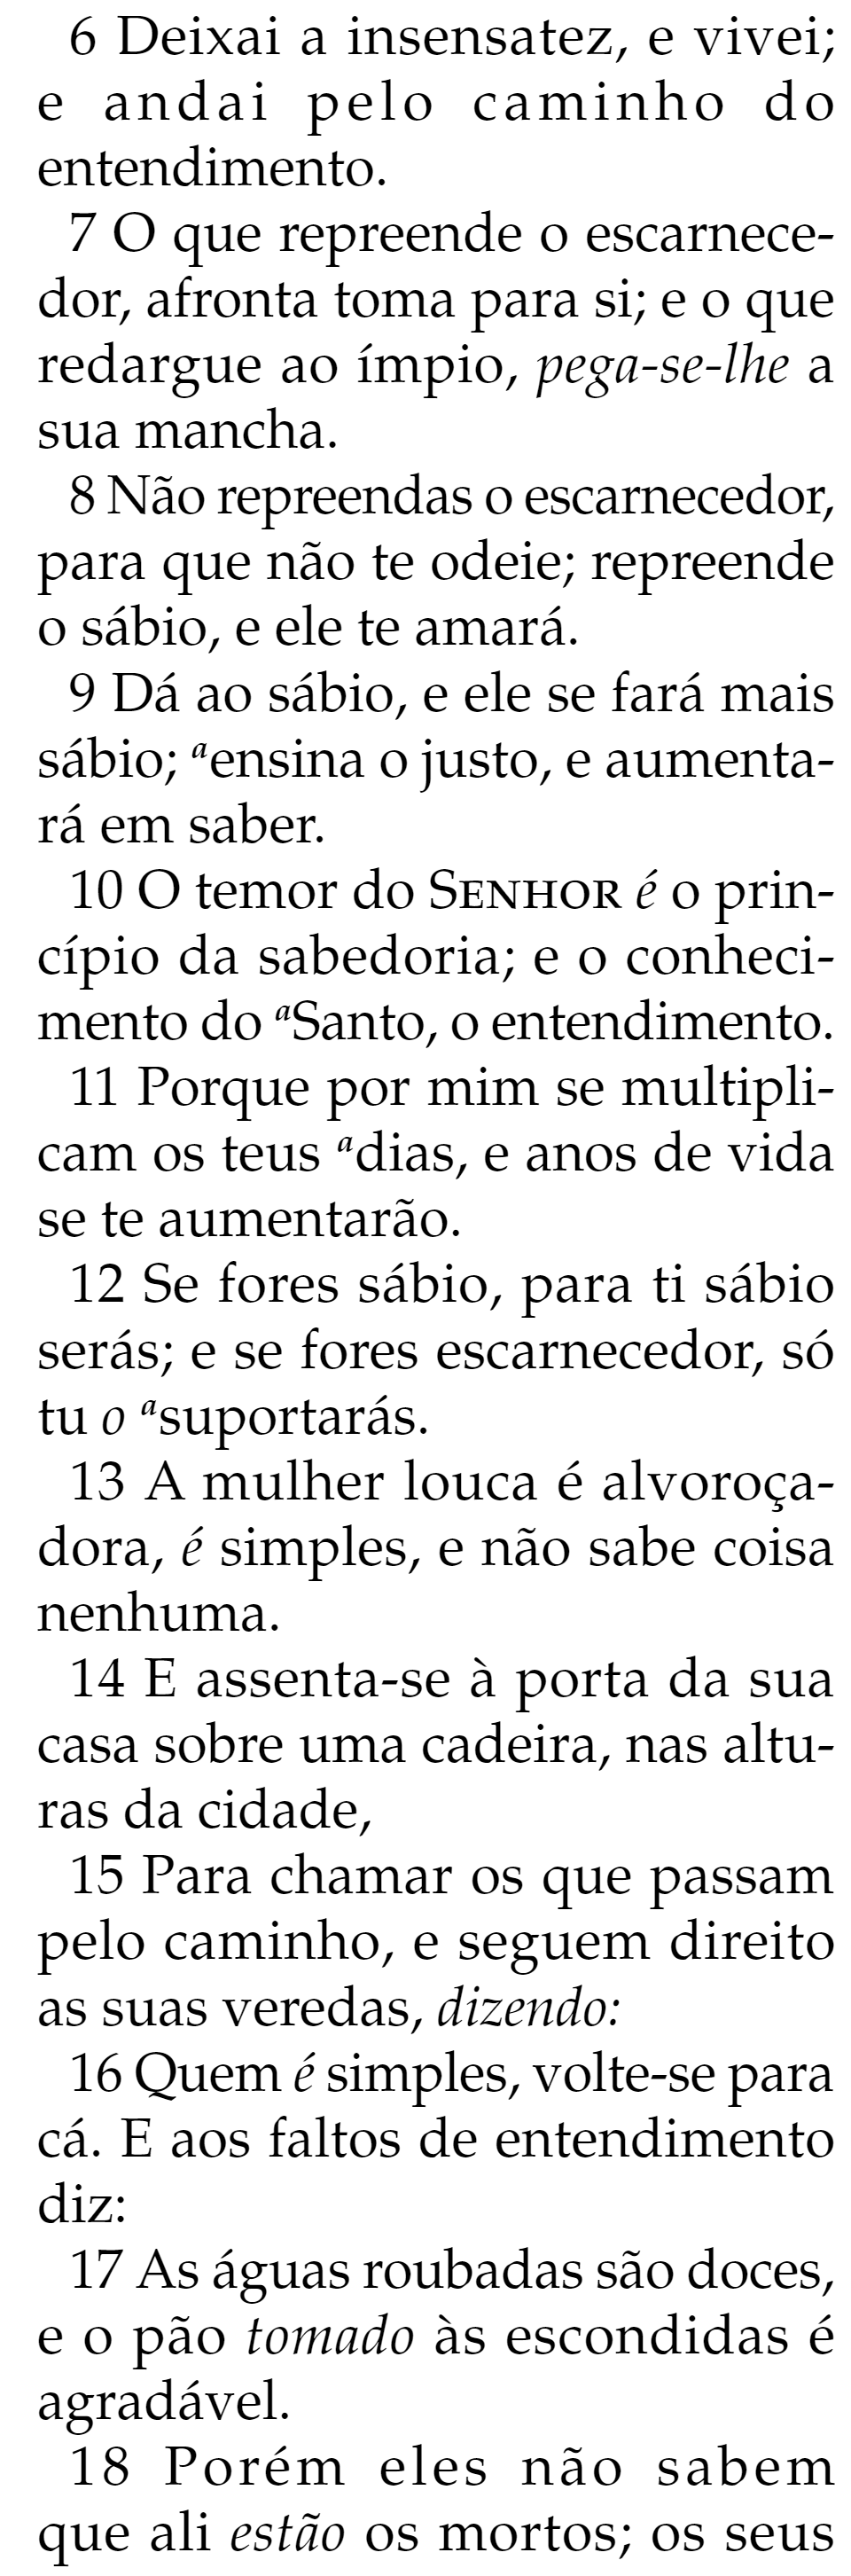 6 Deixai a insensatez, e vivei;
e andai pelo caminho do
entendimento.
7 O que repreende o escarnece-
dor, afronta toma para si; e o que
redargue ao ímpio, pega-se-lhe a
sua mancha.
8 Não repreendas o escarnecedor,
para que não te odeie; repreende
o sábio, e ele te amará.
9 Dá ao sábio, e ele se fará mais
sábio; ᵃensina o justo, e aumenta-
rá em saber.
10 O temor do SENHOR é o prin-
cípio da sabedoria; e o conheci-
mento do ᵃSanto, o entendimento.
11 Porque por mim se multipli-
cam os teus ᵃdias, e anos de vida
se te aumentarão.
12 Se fores sábio, para ti sábio
serás; e se fores escarnecedor, só
tu o ᵃsuportarás.
13 A mulher louca é alvoroça-
dora, é simples, e não sabe coisa
nenhuma.
14 E assenta-se à porta da sua
casa sobre uma cadeira, nas altu-
ras da cidade,
15 Para chamar os que passam
pelo caminho, e seguem direito
as suas veredas, dizendo:
16 Quem é simples, volte-se para
cá. E aos faltos de entendimento
diz:
17 As águas roubadas são doces,
e o pão tomado às escondidas é
agradável.
18 Porém eles não sabem
que ali estão os mortos; os seus